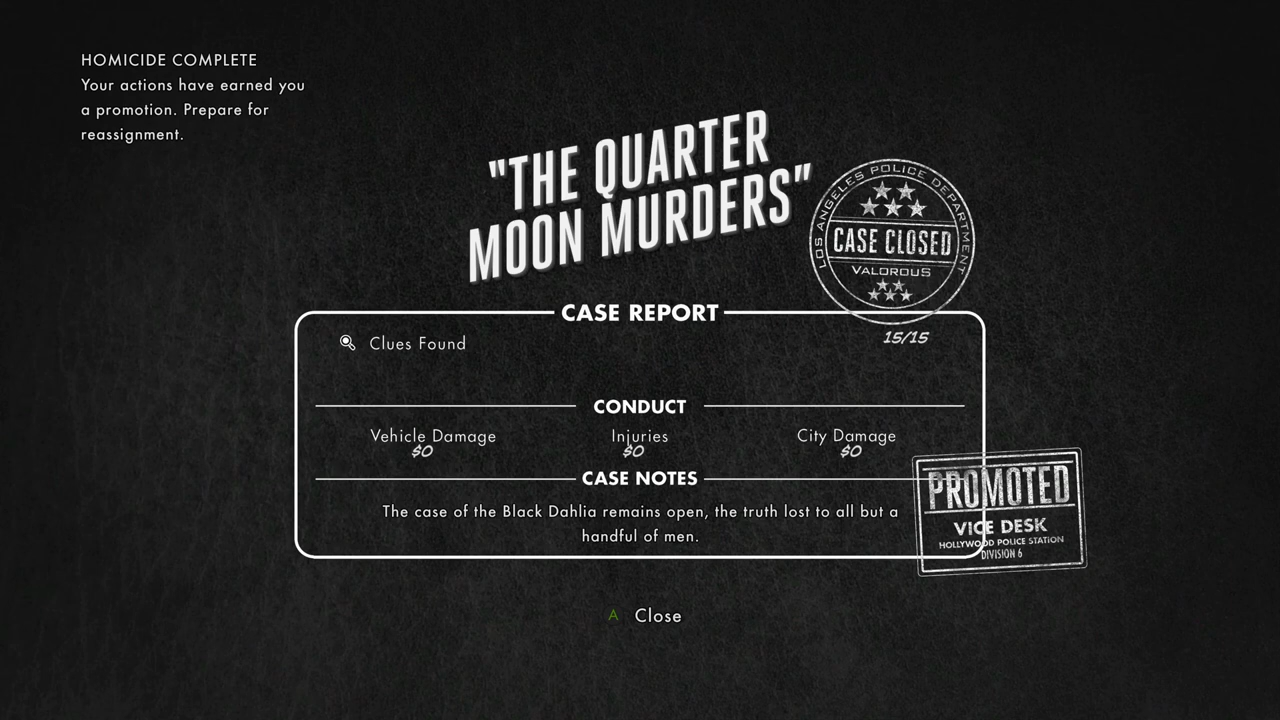 HOMICIDE COMPLETE
Your actions have earned you
a promotion. Prepare for
reassignment.
"THE QUARTER
MOON MURDERS"
LOS ANGELES POLICE DEPARTMENT
CASE CLOSED
VALOROUS
CASE REPORT
Clues Found
15/15
CONDUCT
Vehicle Damage
Injuries
City Damage
$0
$0
$0
CASE NOTES
The case of the Black Dahlia remains open, the truth lost to all but a
handful of men.
PROMOTED
VICE DESK
HOLLYWOOD POLICE STATION
DIVISION 6
A Close